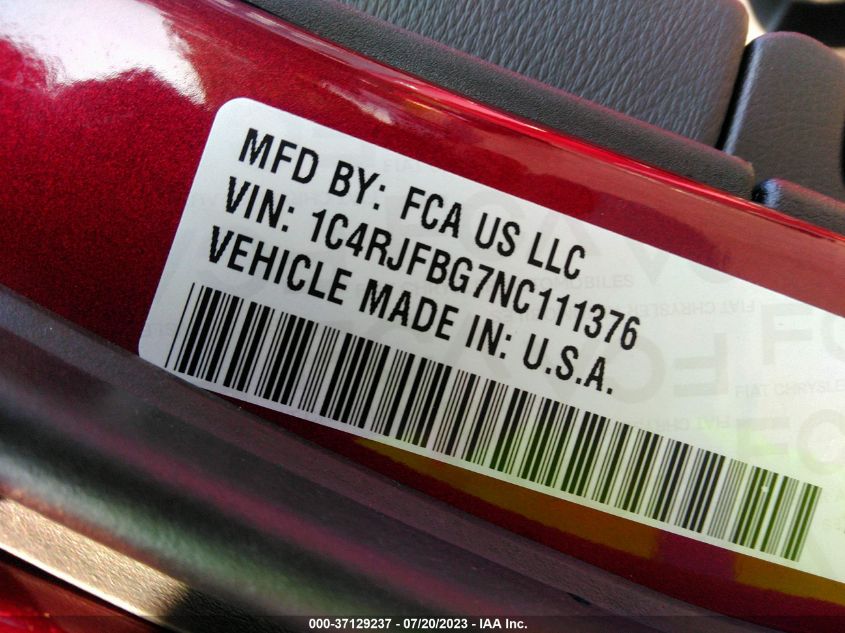 MFD BY: FCA US LLC
VIN: 1C4RJFBG7NC111376
VEHICLE MADE IN: U.S.A.
000-37129237 - 07/20/2023 - IAA Inc.